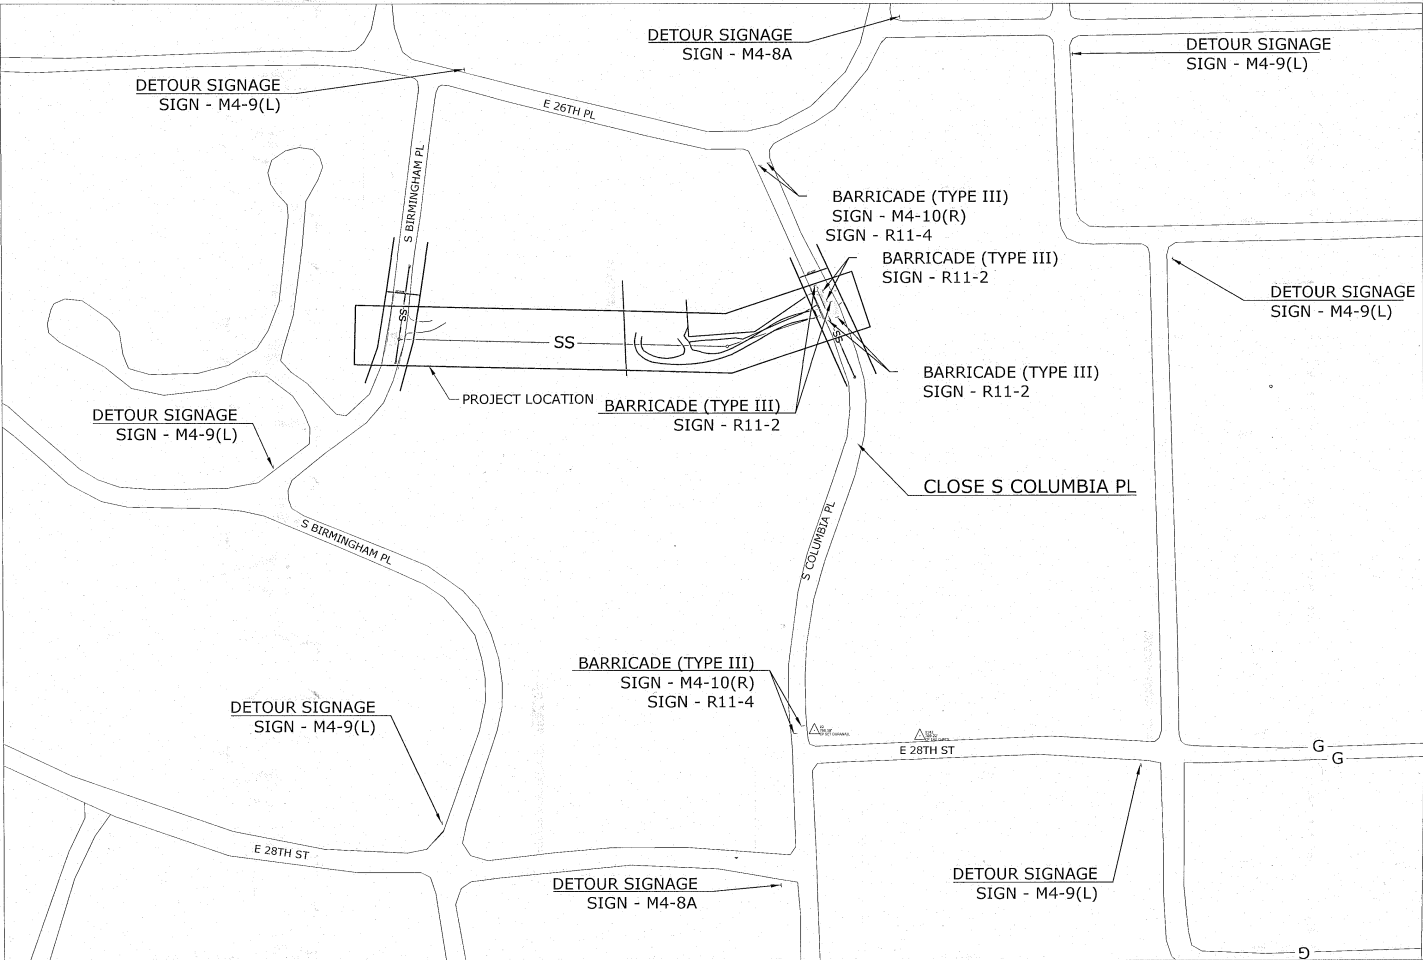 DETOUR SIGNAGE
SIGN - M4-8A
DETOUR SIGNAGE
SIGN - M4-9(L)
DETOUR SIGNAGE
SIGN - M4-9(L)
E 26TH PL
S BIRMINGHAM PL
BARRICADE (TYPE III)
SIGN - M4-10(R)
SIGN - R11-4
BARRICADE (TYPE III)
SIGN - R11-2
DETOUR SIGNAGE
SIGN - M4-9(L)
SS
SS
SS
PROJECT LOCATION
BARRICADE (TYPE III)
SIGN - R11-2
BARRICADE (TYPE III)
SIGN - R11-2
DETOUR SIGNAGE
SIGN - M4-9(L)
CLOSE S COLUMBIA PL
S BIRMINGHAM PL
S COLUMBIA PL
BARRICADE (TYPE III)
SIGN - M4-10(R)
SIGN - R11-4
DETOUR SIGNAGE
SIGN - M4-9(L)
E 28TH ST
G
G
E 28TH ST
DETOUR SIGNAGE
SIGN - M4-8A
DETOUR SIGNAGE
SIGN - M4-9(L)
G